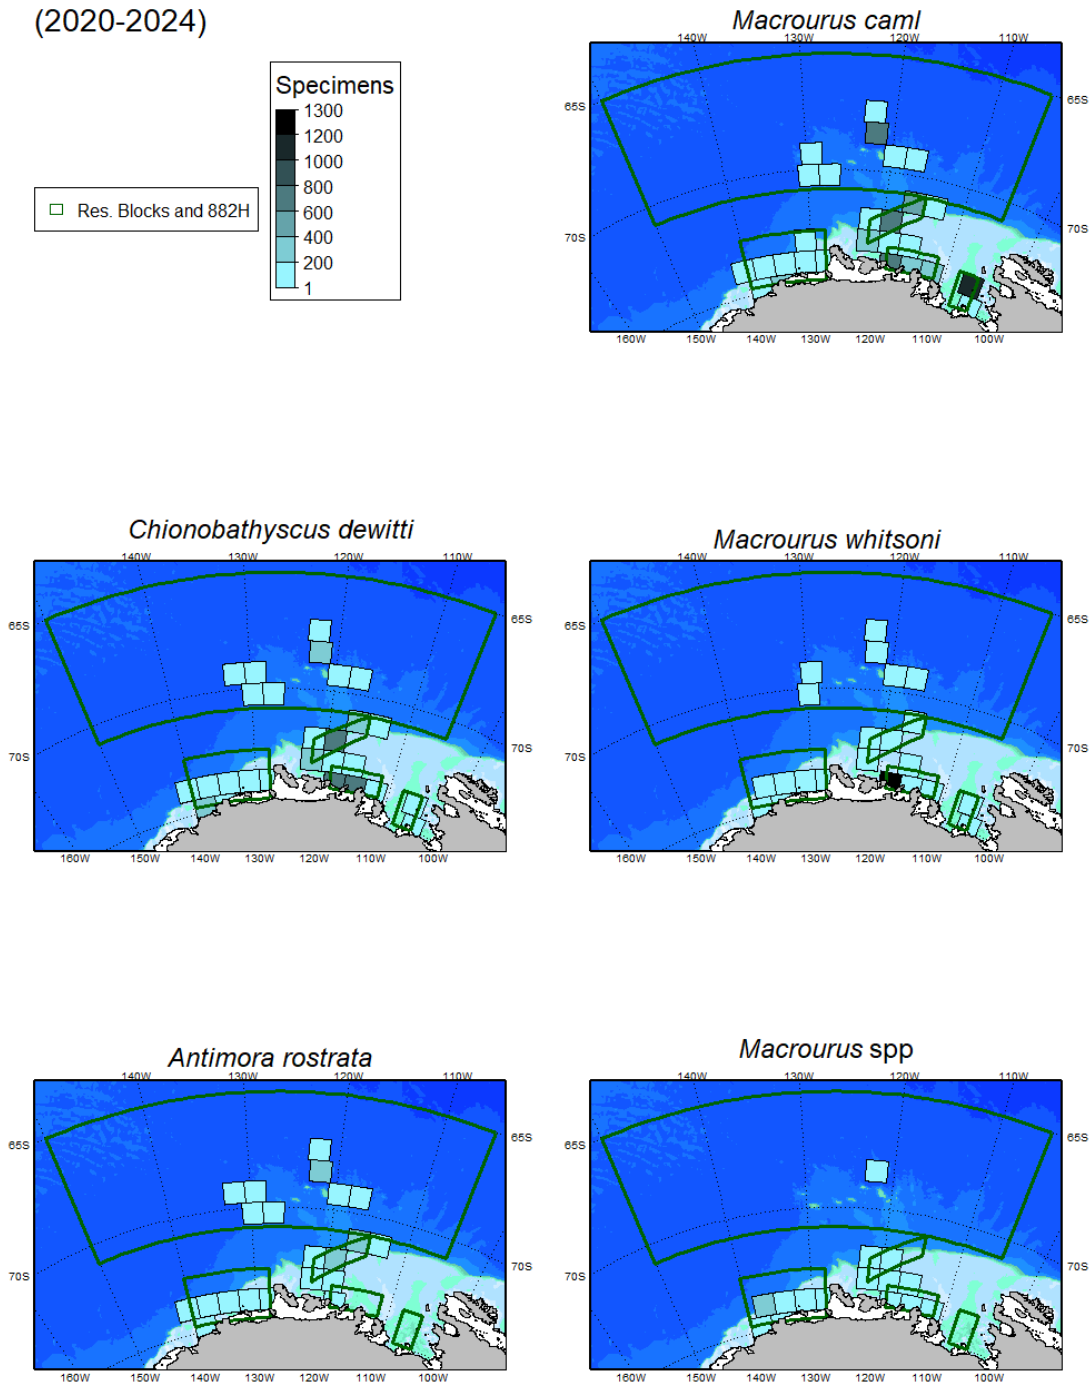 (2020-2024)
Specimens
1300
1200
1000
800
600
400
200
1
Res. Blocks and 882H
Macrourus caml
140W 120W 110W
65S 65S
70S 70S
160W 150W 140W 130W 120W 110W 100W
Chionobathyscus dewitti
140W 130W 120W 110W
65S 65S
70S 70S
160W 150W 140W 130W 120W 110W 100W
Macrourus whitsoni
140W 120W 110W
65S 65S
70S 70S
160W 150W 140W 130W 120W 110W 100W
Antimora rostrata
140W 130W 120W 110W
65S 65S
70S 70S
160W 150W 140W 130W 120W 110W 100W
Macrourus spp
140W 120W 110W
65S 65S
70S 70S
160W 150W 140W 130W 120W 110W 100W